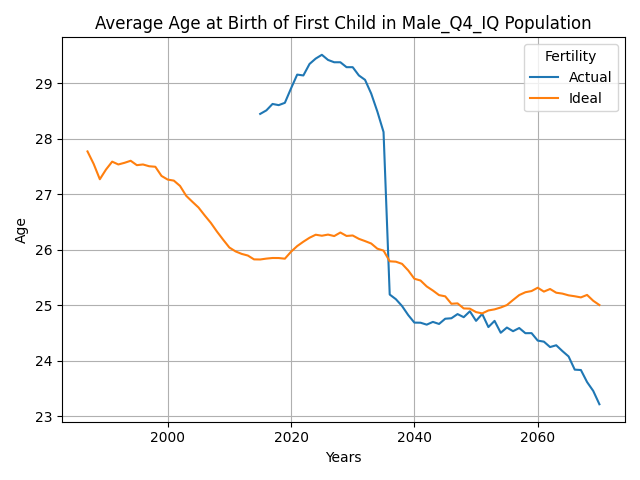 Average Age at Birth of First Child in Male_Q4_IQ Population
Fertility
Actual
Ideal
Age
29
28
27
26
25
24
23
2000
2020
2040
2060
Years